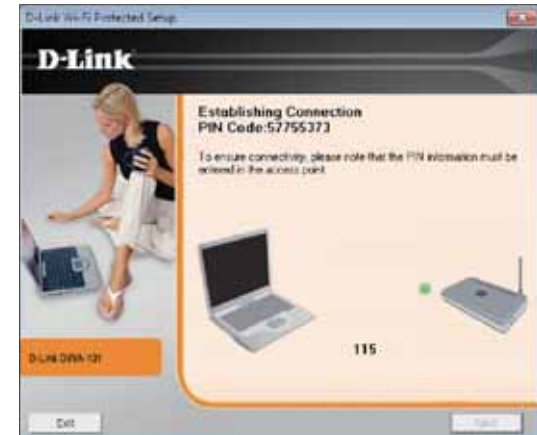 D-Link Wi-Fi Protected Setup
D-Link
Establishing Connection
PIN Code:57755373
To ensure connectivity, please note that the PIN information must be
entered in the access point
115
D-Link DWA-131
Exit
Next